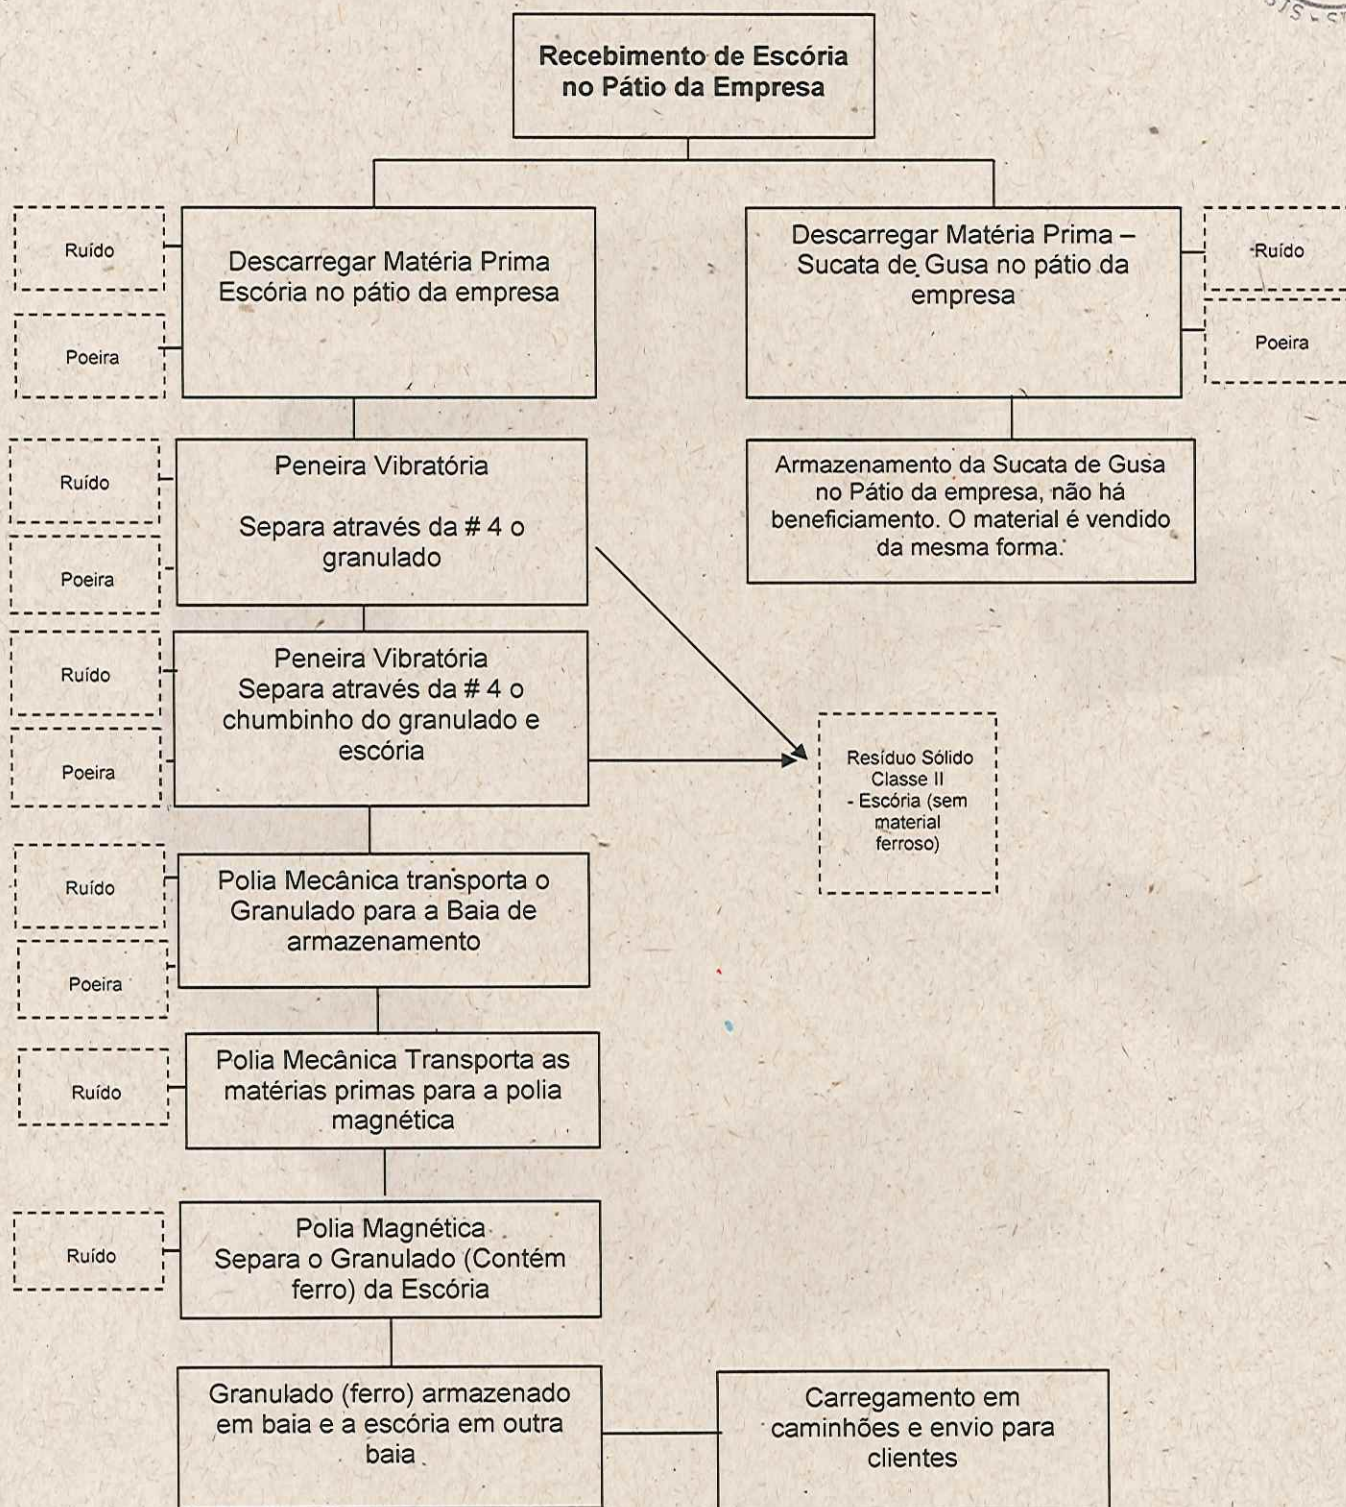 Recebimento de Escória
no Pátio da Empresa
Ruído
Poeira
Descarregar Matéria Prima
Escória no pátio da empresa
Descarregar Matéria Prima –
Sucata de Gusa no pátio da
empresa
Ruído
Poeira
Ruído
Poeira
Peneira Vibratória
Separa através da # 4 o
granulado
Armazenamento da Sucata de Gusa
no Pátio da empresa, não há
beneficiamento. O material é vendido
da mesma forma.
Ruído
Poeira
Peneira Vibratória
Separa através da # 4 o
chumbinho do granulado e
escória
Resíduo Sólido
Classe II
- Escória (sem
material
ferroso)
Ruído
Poeira
Polia Mecânica transporta o
Granulado para a Baia de
armazenamento
Ruído
Polia Mecânica Transporta as
matérias primas para a polia
magnética
Ruído
Polia Magnética
Separa o Granulado (Contém
ferro) da Escória
Granulado (ferro) armazenado
em baia e a escória em outra
baia
Carregamento em
caminhões e envio para
clientes